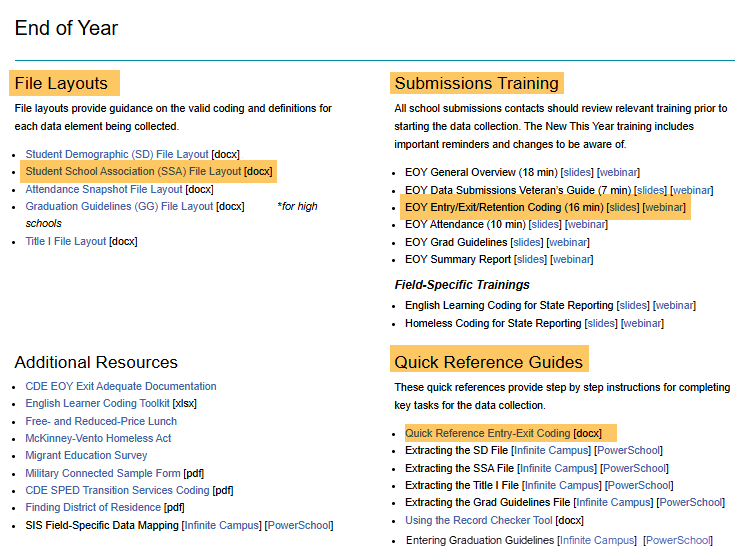 End of Year
File Layouts
File layouts provide guidance on the valid coding and definitions for
each data element being collected.
• Student Demographic (SD) File Layout [docx]
• Student School Association (SSA) File Layout [docx]
• Attendance Snapshot File Layout [docx]
• Graduation Guidelines (GG) File Layout [docx] *for high
schools
• Title I File Layout [docx]
Submissions Training
All school submissions contacts should review relevant training prior to
starting the data collection. The New This Year training includes
important reminders and changes to be aware of.
• EOY General Overview (18 min) [slides] [webinar]
• EOY Data Submissions Veteran's Guide (7 min) [slides] [webinar]
• EOY Entry/Exit/Retention Coding (16 min) [slides] [webinar]
• EOY Attendance (10 min) [slides] [webinar]
• EOY Grad Guidelines [slides] [webinar]
• EOY Summary Report [slides] [webinar]
Field-Specific Trainings
• English Learning Coding for State Reporting [slides] [webinar]
• Homeless Coding for State Reporting [slides] [webinar]
Additional Resources
• CDE EOY Exit Adequate Documentation
• English Learner Coding Toolkit [xlsx]
• Free- and Reduced-Price Lunch
• McKinney-Vento Homeless Act
• Migrant Education Survey
• Military Connected Sample Form [pdf]
• CDE SPED Transition Services Coding [pdf]
• Finding District of Residence [pdf]
• SIS Field-Specific Data Mapping [Infinite Campus] [PowerSchool]
Quick Reference Guides
These quick references provide step by step instructions for completing
key tasks for the data collection.
• Quick Reference Entry-Exit Coding [docx]
• Extracting the SD File [Infinite Campus] [PowerSchool]
• Extracting the SSA File [Infinite Campus] [PowerSchool]
• Extracting the Title I File [Infinite Campus] [PowerSchool]
• Extracting the Grad Guidelines File [Infinite Campus] [PowerSchool]
• Using the Record Checker Tool [docx]
• Entering Graduation Guidelines [Infinite Campus] [PowerSchool]